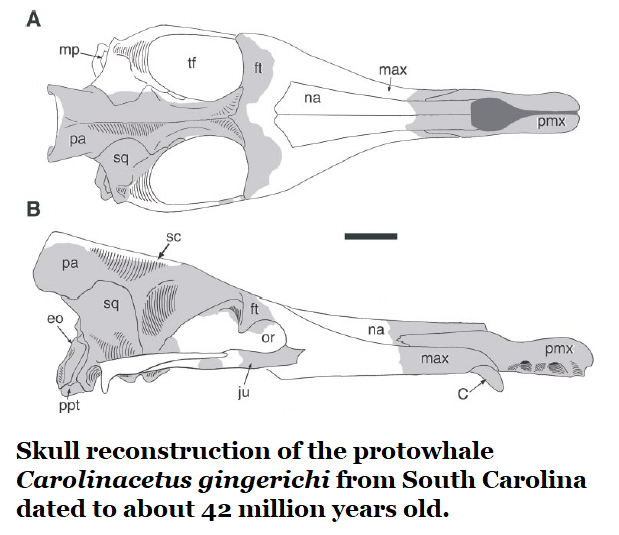 A
mp
tf
ft
max
na
pmx
pa
sq
B
sc
pa
sq
ft
eo
or
na
pmx
max
ppt
ju
C
Skull reconstruction of the protowhale
Carolinacetus gingerichi from South Carolina
dated to about 42 million years old.